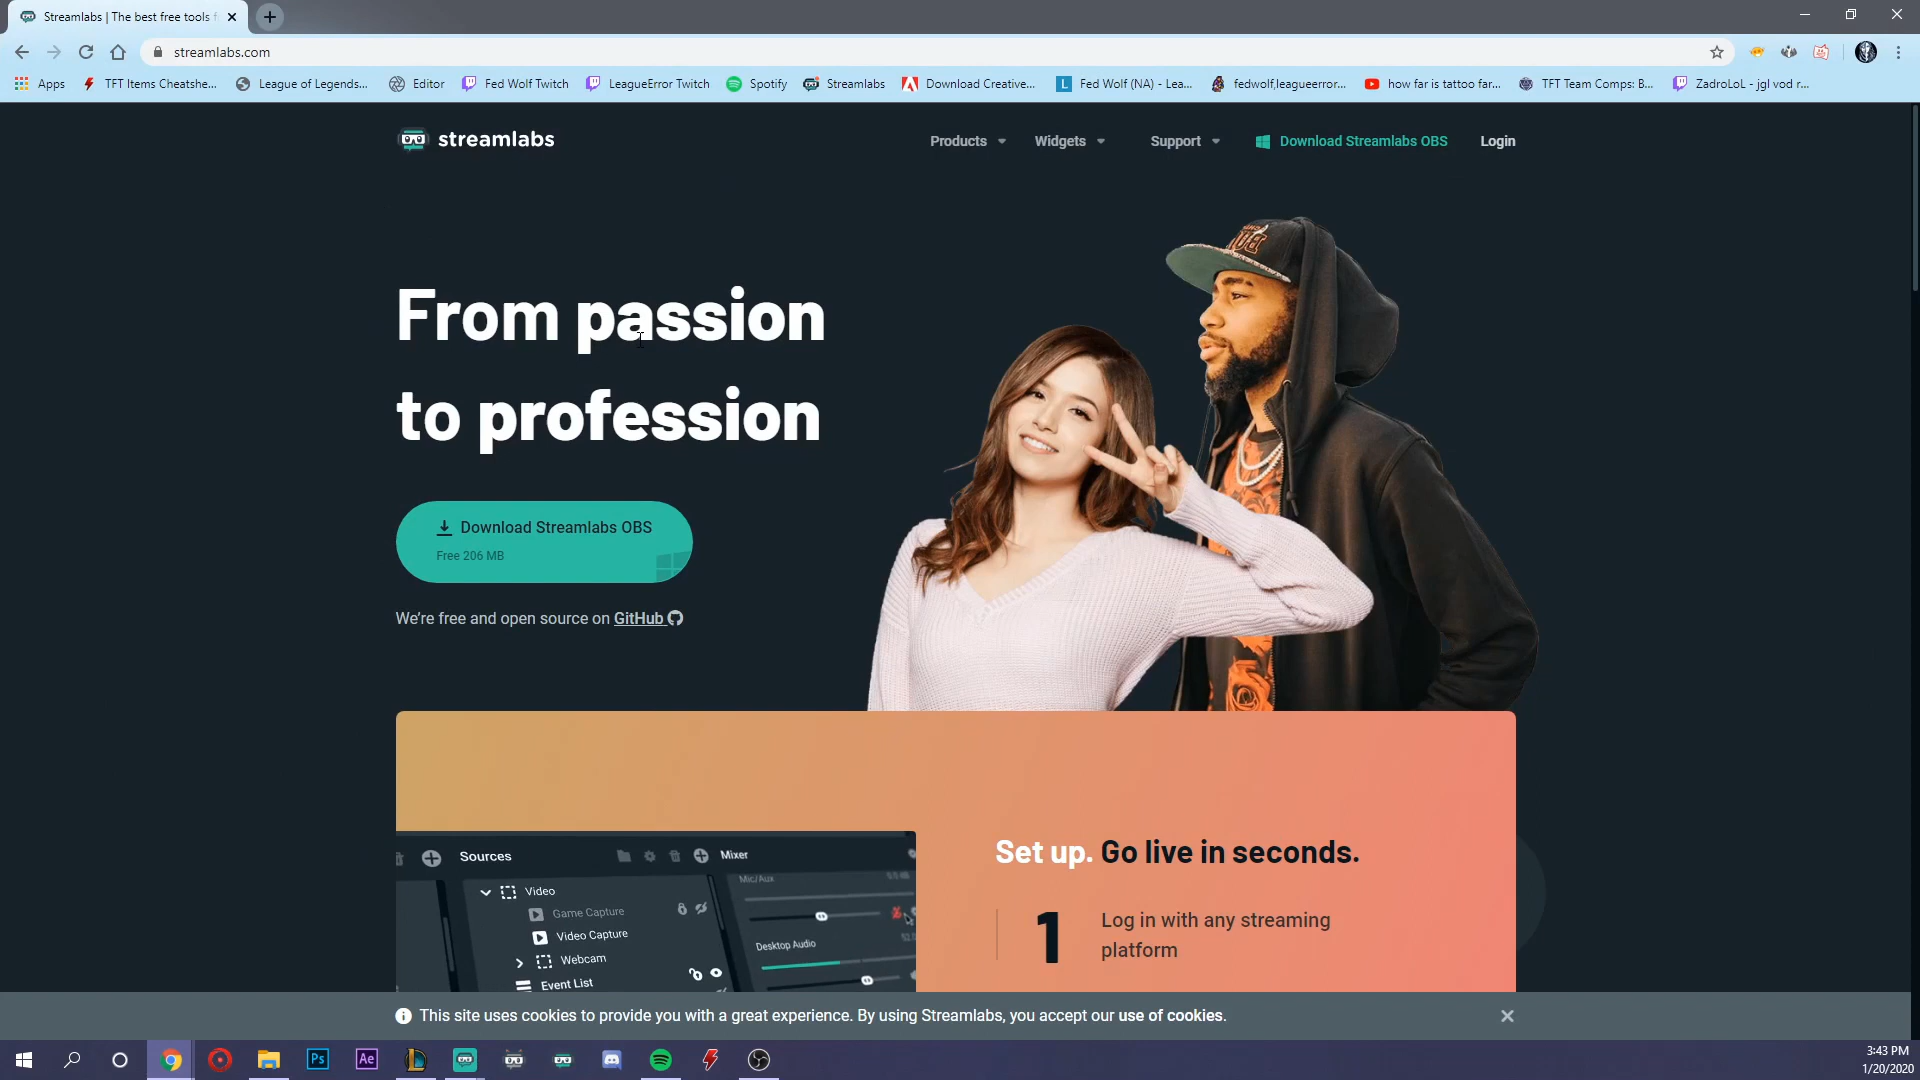 Streamlabs | The best free tools f
streamlabs.com
Apps
TFT Items Cheatshe...
League of Legends...
Editor
Fed Wolf Twitch
LeagueError Twitch
Spotify
Streamlabs
Download Creative...
Fed Wolf (NA) - Lea...
fedwolf,leagueerror...
how far is tattoo far...
TFT Team Comps: B...
ZadroLoL - jgl vod r...
streamlabs
Products
Widgets
Support
Download Streamlabs OBS
Login
From passion
to profession
Download Streamlabs OBS
Free 206 MB
We're free and open source on GitHub
Sources
Mixer
Video
Game Capture
Video Capture
Webcam
Event List
Mic/Aux
Desktop Audio
Set up. Go live in seconds.
1
Log in with any streaming
platform
This site uses cookies to provide you with a great experience. By using Streamlabs, you accept our use of cookies.
Ps
Ae
3:43 PM
1/20/2020